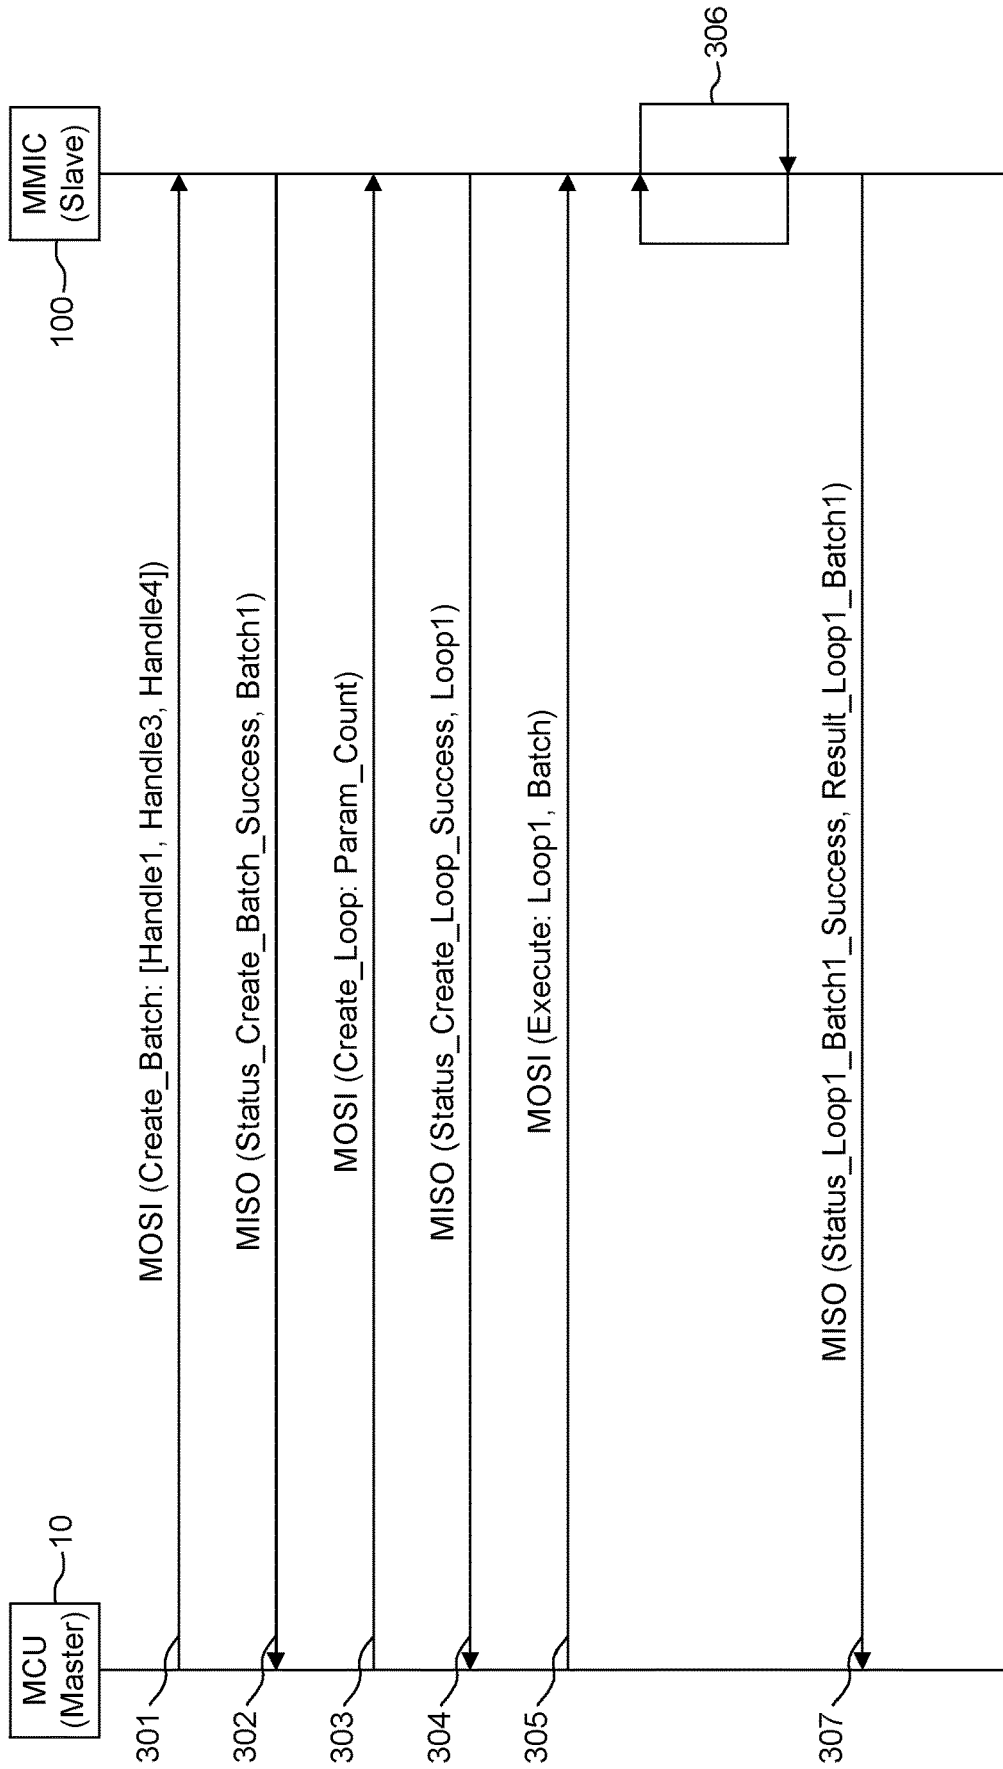 MCU
(Master)
10
MMIC
(Slave)
100
301
MOSI (Create_Batch: [Handle1, Handle3, Handle4])
302
MISO (Status_Create_Batch_Success, Batch1)
303
MOSI (Create_Loop: Param_Count)
304
MISO (Status_Create_Loop_Success, Loop1)
305
MOSI (Execute: Loop1, Batch)
306
307
MISO (Status_Loop1_Batch1_Success, Result_Loop1_Batch1)